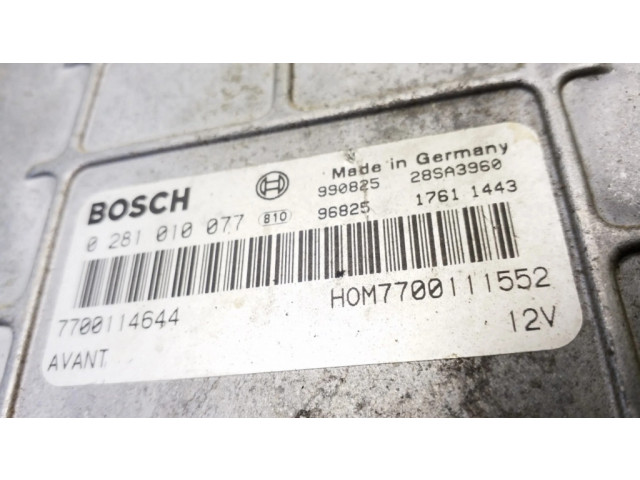 Made in Germany
BOSCH 990825 28SA3960
0 281 010 077 810 96825 1761 1443
7700114644 HOM7700111552
AVANT 12V